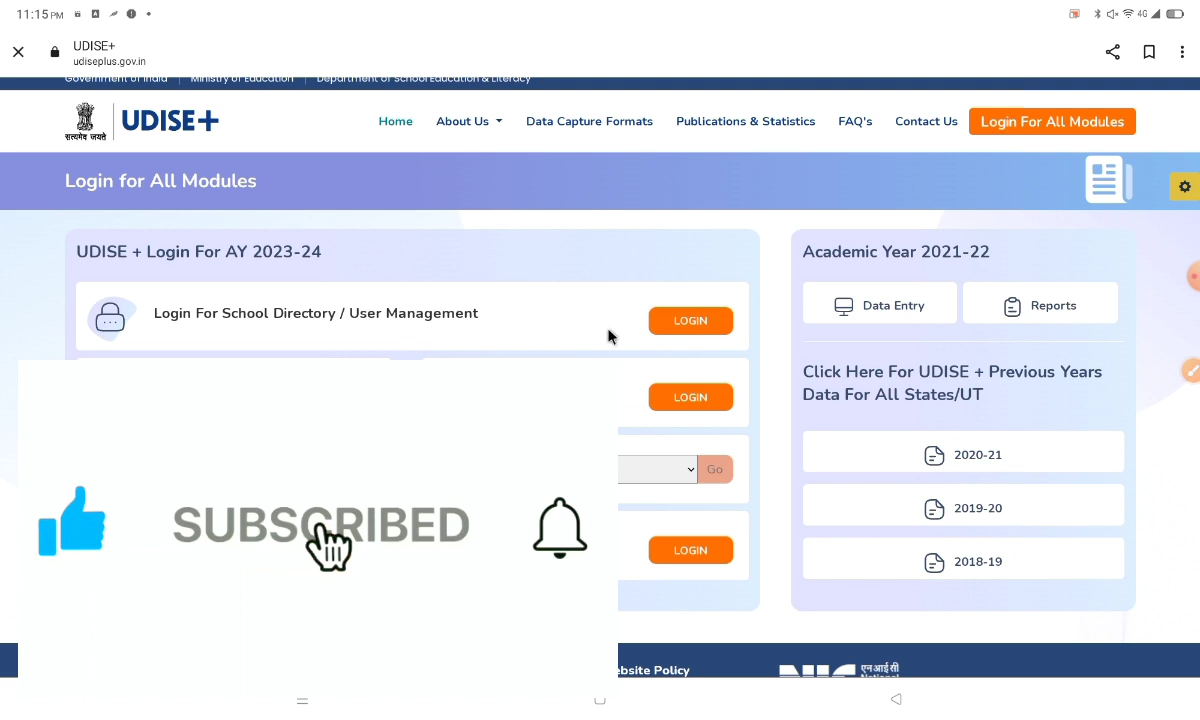 11:15 PM
4G
UDISE+
udiseplus.gov.in
Government of India Ministry of Education Department of School Education & Literacy
सत्यमेव जयते
UDISE+
Home About Us Data Capture Formats Publications & Statistics FAQ's Contact Us Login For All Modules
Login for All Modules
UDISE + Login For AY 2023-24
Login For School Directory / User Management
LOGIN
LOGIN
Go
LOGIN
Academic Year 2021-22
Data Entry
Reports
Click Here For UDISE + Previous Years
Data For All States/UT
2020-21
2019-20
2018-19
SUBSCRIBED
ebsite Policy
एनआईसी
National